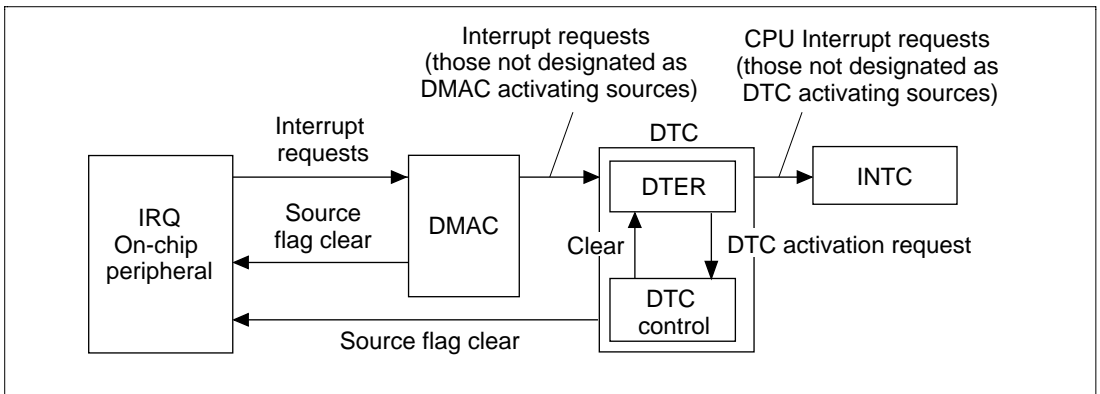 Interrupt requests
(those not designated as
DMAC activating sources)
CPU Interrupt requests
(those not designated as
DTC activating sources)
Interrupt
requests
DTC
IRQ
On-chip
peripheral
Source
flag clear
DMAC
DTER
INTC
Clear
DTC activation request
DTC
control
Source flag clear